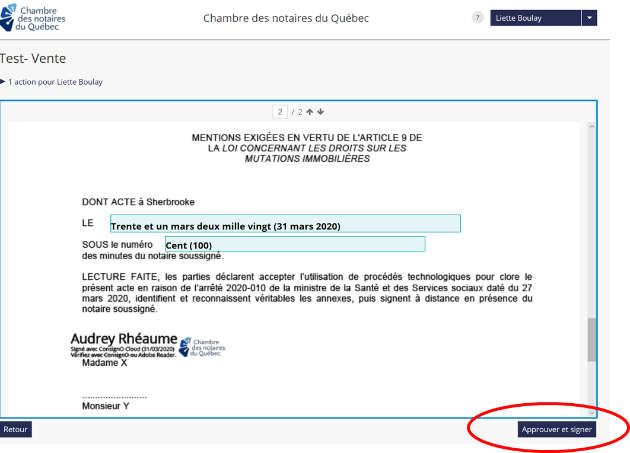 Chambre
des notaires
du Québec
Chambre des notaires du Québec
?
Liette Boulay
Test- Vente
1 action pour Liette Boulay
2 / 2
MENTIONS EXIGÉES EN VERTU DE L'ARTICLE 9 DE
LA LOI CONCERNANT LES DROITS SUR LES
MUTATIONS IMMOBILIÈRES
DONT ACTE à Sherbrooke
LE Trente et un mars deux mille vingt (31 mars 2020)
SOUS le numéro Cent (100)
des minutes du notaire soussigné.
LECTURE FAITE, les parties déclarent accepter l'utilisation de procédés technologiques pour clore le
présent acte en raison de l'arrêté 2020-010 de la ministre de la Santé et des Services sociaux daté du 27
mars 2020, identifient et reconnaissent véritables les annexes, puis signent à distance en présence du
notaire soussigné.
Audrey Rhéaume
Signé avec ConsignO Cloud (31/03/2020)
Vérifiez avec ConsignO ou Adobe Reader.
Chambre
des notaires
du Québec
Madame X
........................
Monsieur Y
Retour
Approuver et signer